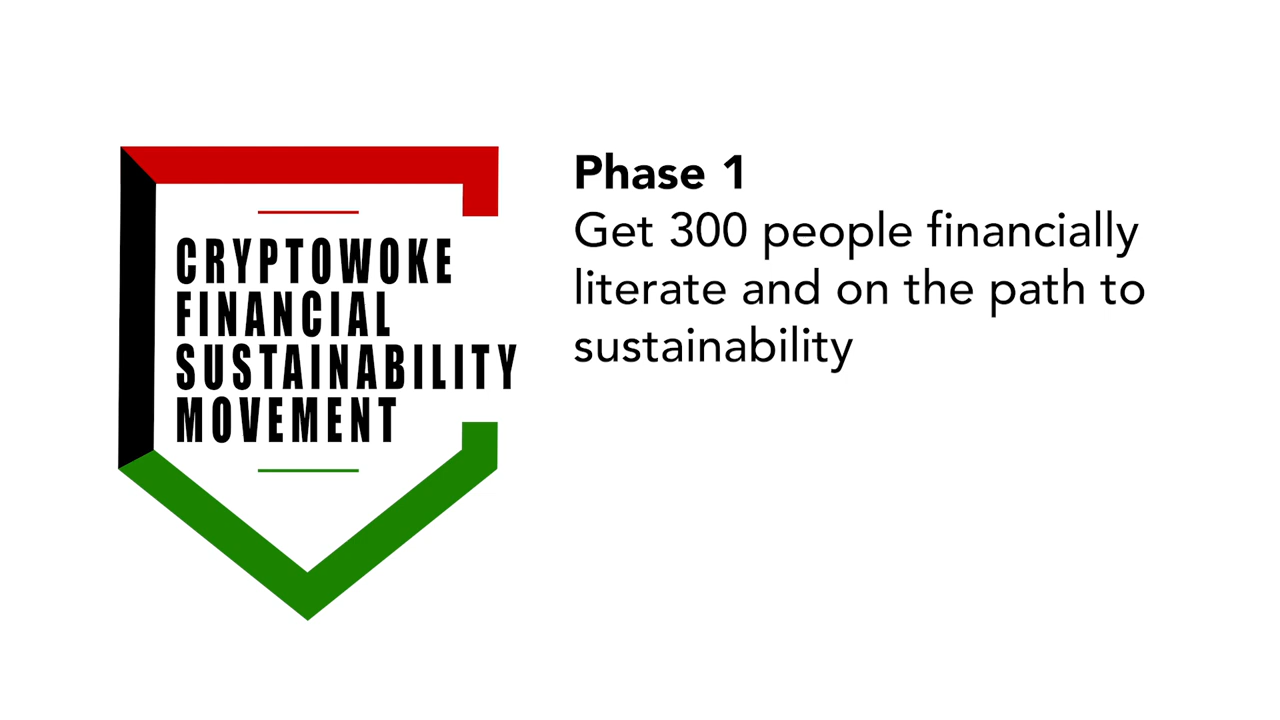 CRYPTOWOKE
FINANCIAL
SUSTAINABILITY
MOVEMENT
Phase 1
Get 300 people financially
literate and on the path to
sustainability